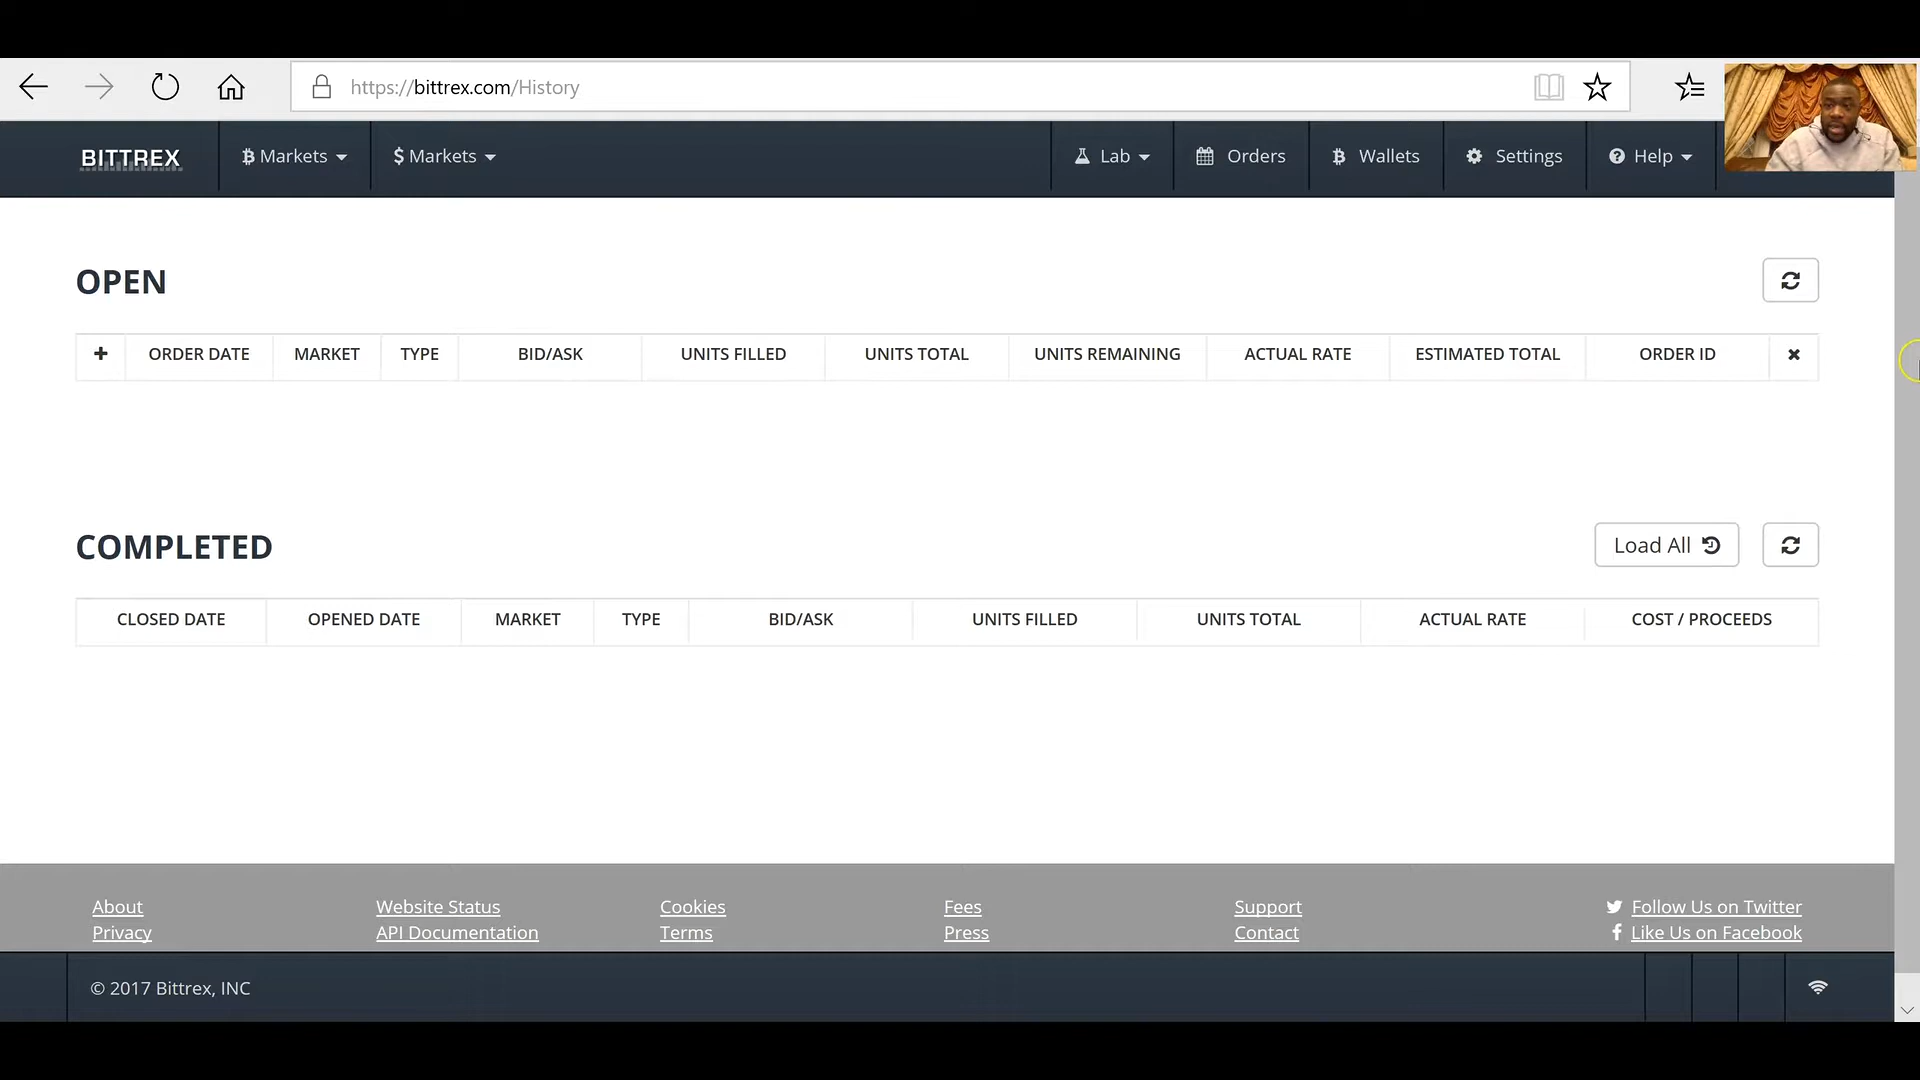 https://bittrex.com/History
BITTREX Markets $ Markets Lab Orders Wallets Settings Help
OPEN
ORDER DATE MARKET TYPE BID/ASK UNITS FILLED UNITS TOTAL UNITS REMAINING ACTUAL RATE ESTIMATED TOTAL ORDER ID
COMPLETED Load All
CLOSED DATE OPENED DATE MARKET TYPE BID/ASK UNITS FILLED UNITS TOTAL ACTUAL RATE COST / PROCEEDS
About Website Status Cookies Fees Support Follow Us on Twitter
Privacy API Documentation Terms Press Contact Like Us on Facebook
© 2017 Bittrex, INC